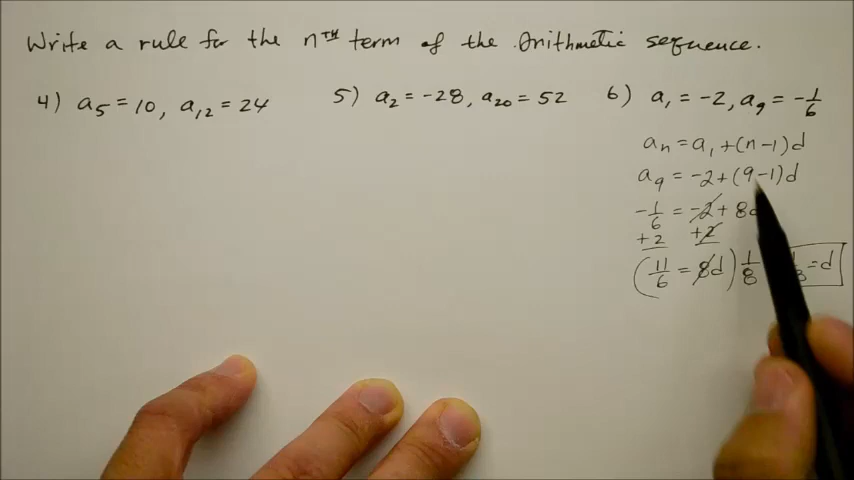 Write a rule for the nTH term of the Arithmetic sequence.
4) a5 = 10, a12 = 24
5) a2 = -28, a20 = 52
6) a1 = -2, a9 = -1/6
an = a1 + (n-1)d
a9 = -2 + (9-1)d
-1/6 = -2 + 8d
+2 +2
(11/6 = 8d) 1/8
8 = d